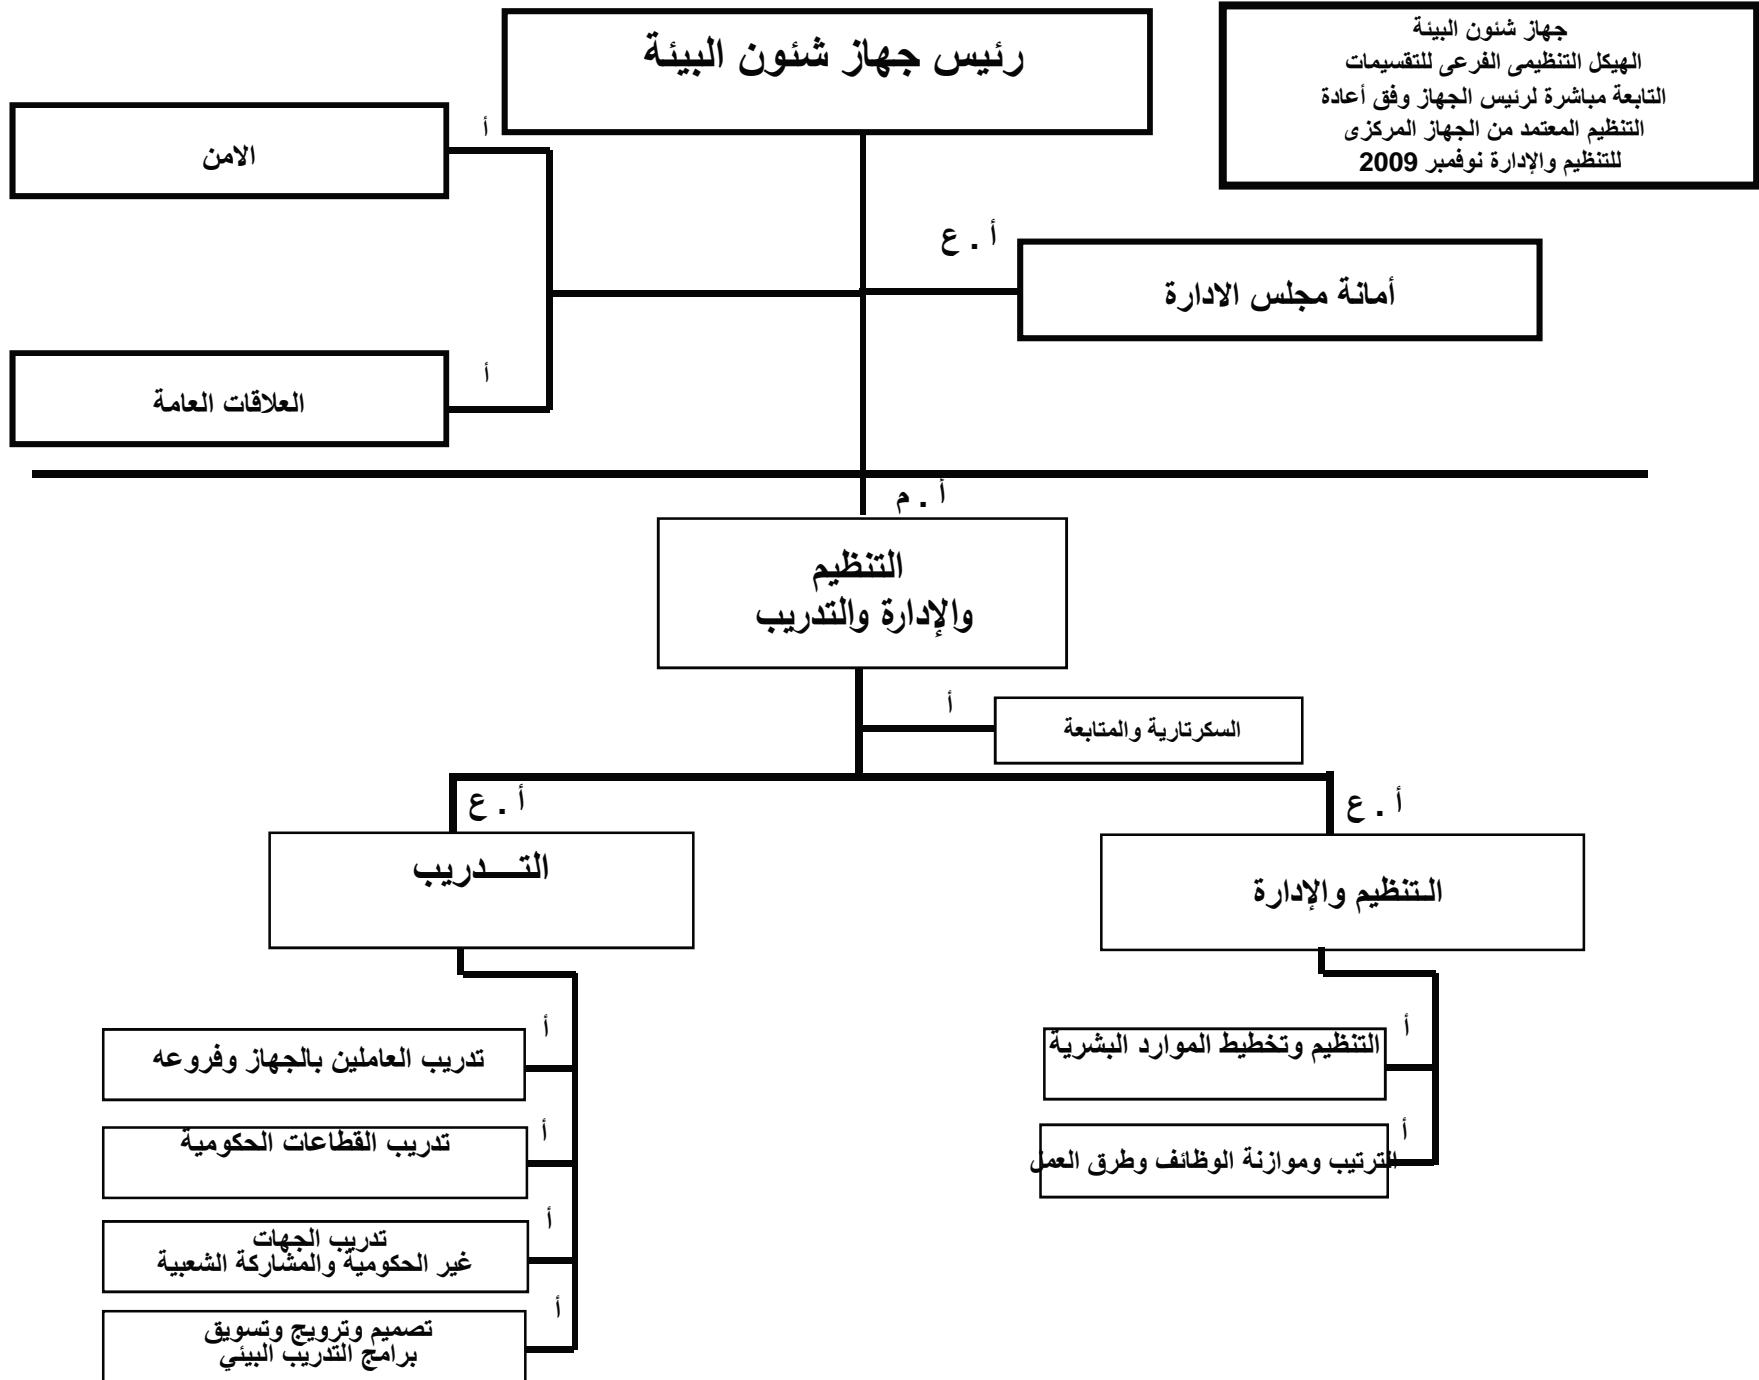 جهاز شئون البيئة
الهيكل التنظيمى الفرعى للتقسيمات
التابعة مباشرة لرئيس الجهاز وفق أعادة
التنظيم المعتمد من الجهاز المركزى
للتنظيم والإدارة نوفمبر 2009
رئيس جهاز شئون البيئة
أ
الامن
أ . ع
أمانة مجلس الادارة
أ
العلاقات العامة
أ . م
التنظيم
والإدارة والتدريب
أ
السكرتارية والمتابعة
أ . ع
التنظيم والإدارة
أ . ع
التـــدريب
أ
التنظيم وتخطيط الموارد البشرية
أ
الترتيب وموازنة الوظائف وطرق العمل
أ
تدريب العاملين بالجهاز وفروعه
أ
تدريب القطاعات الحكومية
أ
تدريب الجهات
غير الحكومية والمشاركة الشعبية
أ
تصميم وترويج وتسويق
برامج التدريب البيئي